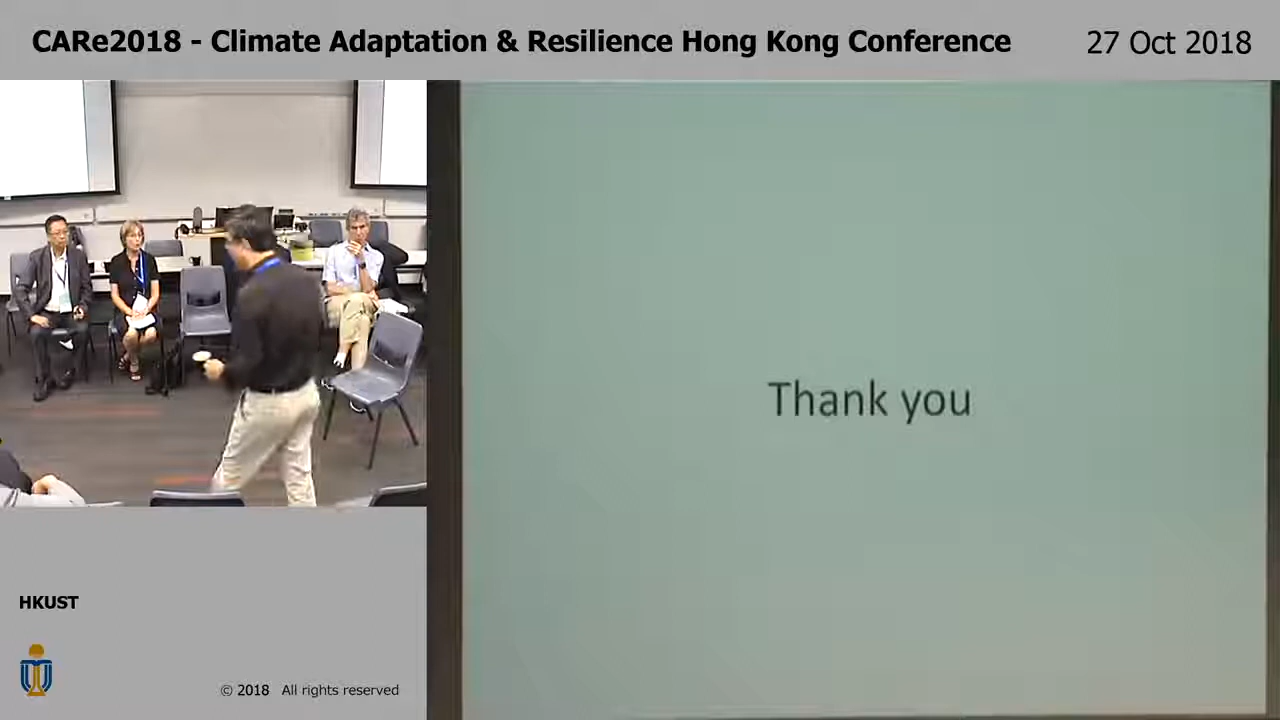 CARe2018 - Climate Adaptation & Resilience Hong Kong Conference
27 Oct 2018
Thank you
HKUST
© 2018 All rights reserved